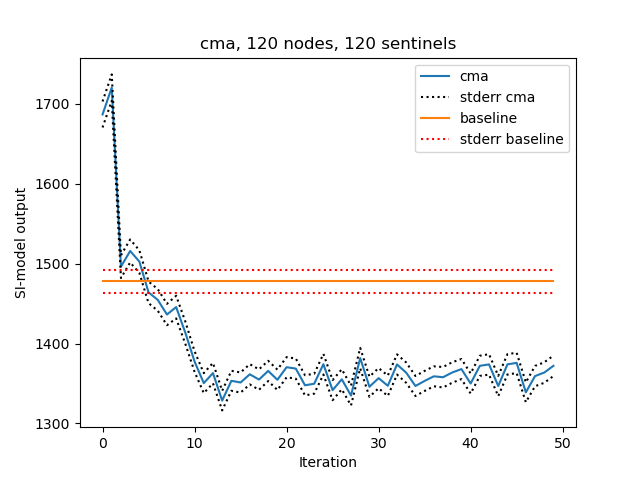 cma, 120 nodes, 120 sentinels
cma
stderr cma
baseline
stderr baseline
SI-model output
1700
1600
1500
1400
1300
0 10 20 30 40 50
Iteration